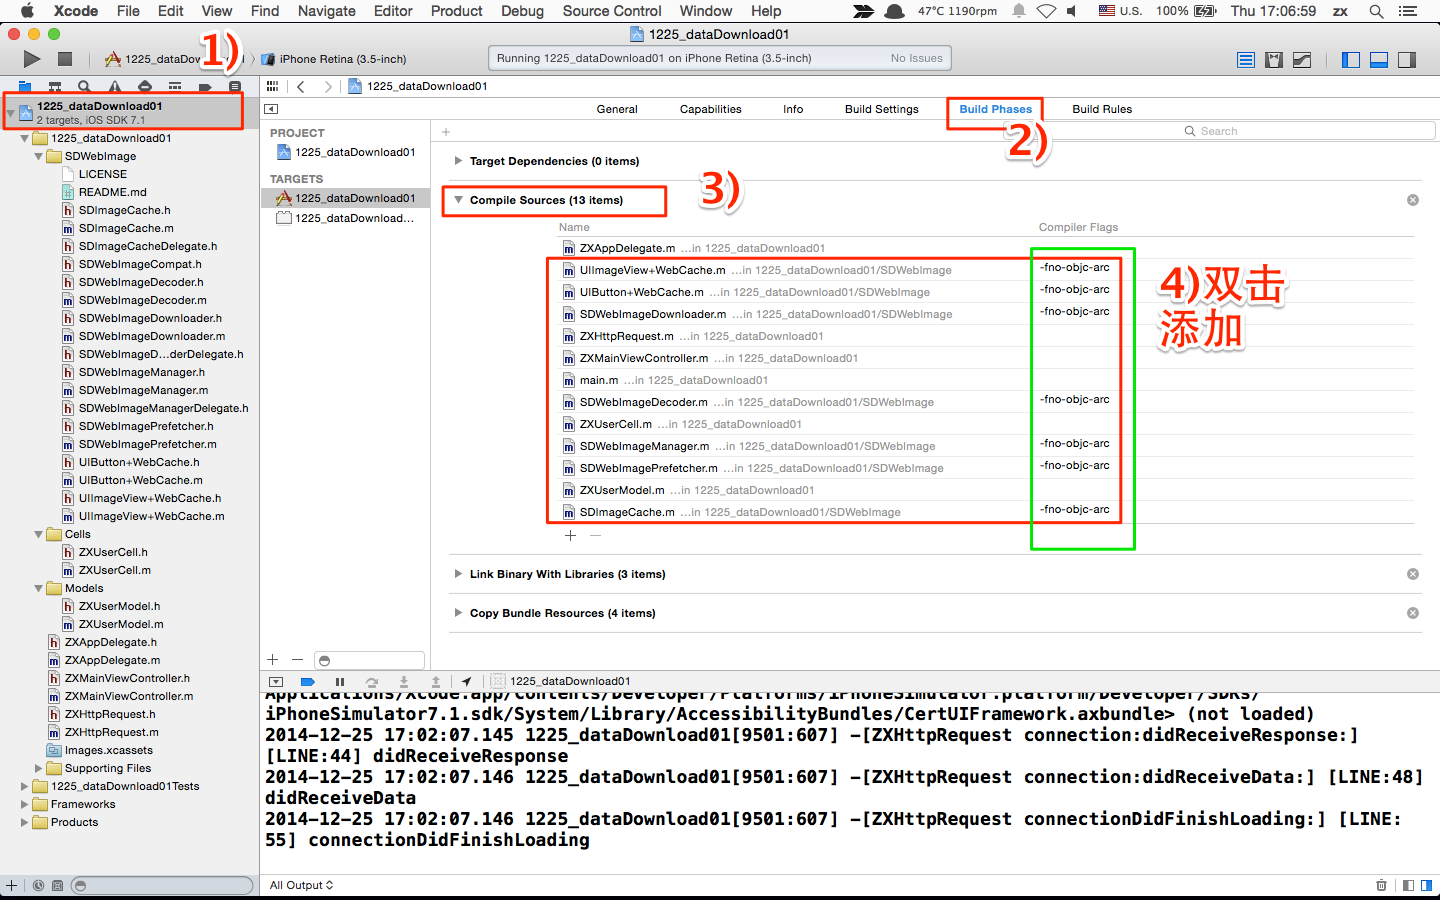 Xcode File Edit View Find Navigate Editor Product Debug Source Control Window Help 47°C 1190rpm U.S. 100% Thu 17:06:59 zx
1225_dataDownload01
1)
1225_dataDow iPhone Retina (3.5-inch)
Running 1225_dataDownload01 on iPhone Retina (3.5-inch) No Issues
1225_dataDownload01
1225_dataDownload01
2 targets, iOS SDK 7.1
1225_dataDownload01
SDWebImage
LICENSE
README.md
SDImageCache.h
SDImageCache.m
SDImageCacheDelegate.h
SDWebImageCompat.h
SDWebImageDecoder.h
SDWebImageDecoder.m
SDWebImageDownloader.h
SDWebImageDownloader.m
SDWebImageD...derDelegate.h
SDWebImageManager.h
SDWebImageManager.m
SDWebImageManagerDelegate.h
SDWebImagePrefetcher.h
SDWebImagePrefetcher.m
UIButton+WebCache.h
UIButton+WebCache.m
UIImageView+WebCache.h
UIImageView+WebCache.m
Cells
ZXUserCell.h
ZXUserCell.m
Models
ZXUserModel.h
ZXUserModel.m
ZXAppDelegate.h
ZXAppDelegate.m
ZXMainViewController.h
ZXMainViewController.m
ZXHttpRequest.h
ZXHttpRequest.m
Images.xcassets
Supporting Files
1225_dataDownload01Tests
Frameworks
Products
General Capabilities Info Build Settings Build Phases Build Rules
2)
PROJECT
1225_dataDownload01
TARGETS
1225_dataDownload01
1225_dataDownload...
+ Search
Target Dependencies (0 items)
Compile Sources (13 items)
3)
Name Compiler Flags
ZXAppDelegate.m ...in 1225_dataDownload01
UIImageView+WebCache.m ...in 1225_dataDownload01/SDWebImage -fno-objc-arc
UIButton+WebCache.m ...in 1225_dataDownload01/SDWebImage -fno-objc-arc
SDWebImageDownloader.m ...in 1225_dataDownload01/SDWebImage -fno-objc-arc
ZXHttpRequest.m ...in 1225_dataDownload01
ZXMainViewController.m ...in 1225_dataDownload01
main.m ...in 1225_dataDownload01
SDWebImageDecoder.m ...in 1225_dataDownload01/SDWebImage -fno-objc-arc
ZXUserCell.m ...in 1225_dataDownload01
SDWebImageManager.m ...in 1225_dataDownload01/SDWebImage -fno-objc-arc
SDWebImagePrefetcher.m ...in 1225_dataDownload01/SDWebImage -fno-objc-arc
ZXUserModel.m ...in 1225_dataDownload01
SDImageCache.m ...in 1225_dataDownload01/SDWebImage -fno-objc-arc
4)双击
添加
Link Binary With Libraries (3 items)
Copy Bundle Resources (4 items)
1225_dataDownload01
Applications/Xcode.app/Contents/Developer/Platforms/iPhoneSimulator.platform/Developer/SDKs/
iPhoneSimulator7.1.sdk/System/Library/AccessibilityBundles/CertUIFramework.axbundle> (not loaded)
2014-12-25 17:02:07.145 1225_dataDownload01[9501:607] -[ZXHttpRequest connection:didReceiveResponse:]
[LINE:44] didReceiveResponse
2014-12-25 17:02:07.146 1225_dataDownload01[9501:607] -[ZXHttpRequest connection:didReceiveData:] [LINE:48]
didReceiveData
2014-12-25 17:02:07.146 1225_dataDownload01[9501:607] -[ZXHttpRequest connectionDidFinishLoading:] [LINE:
55] connectionDidFinishLoading
All Output